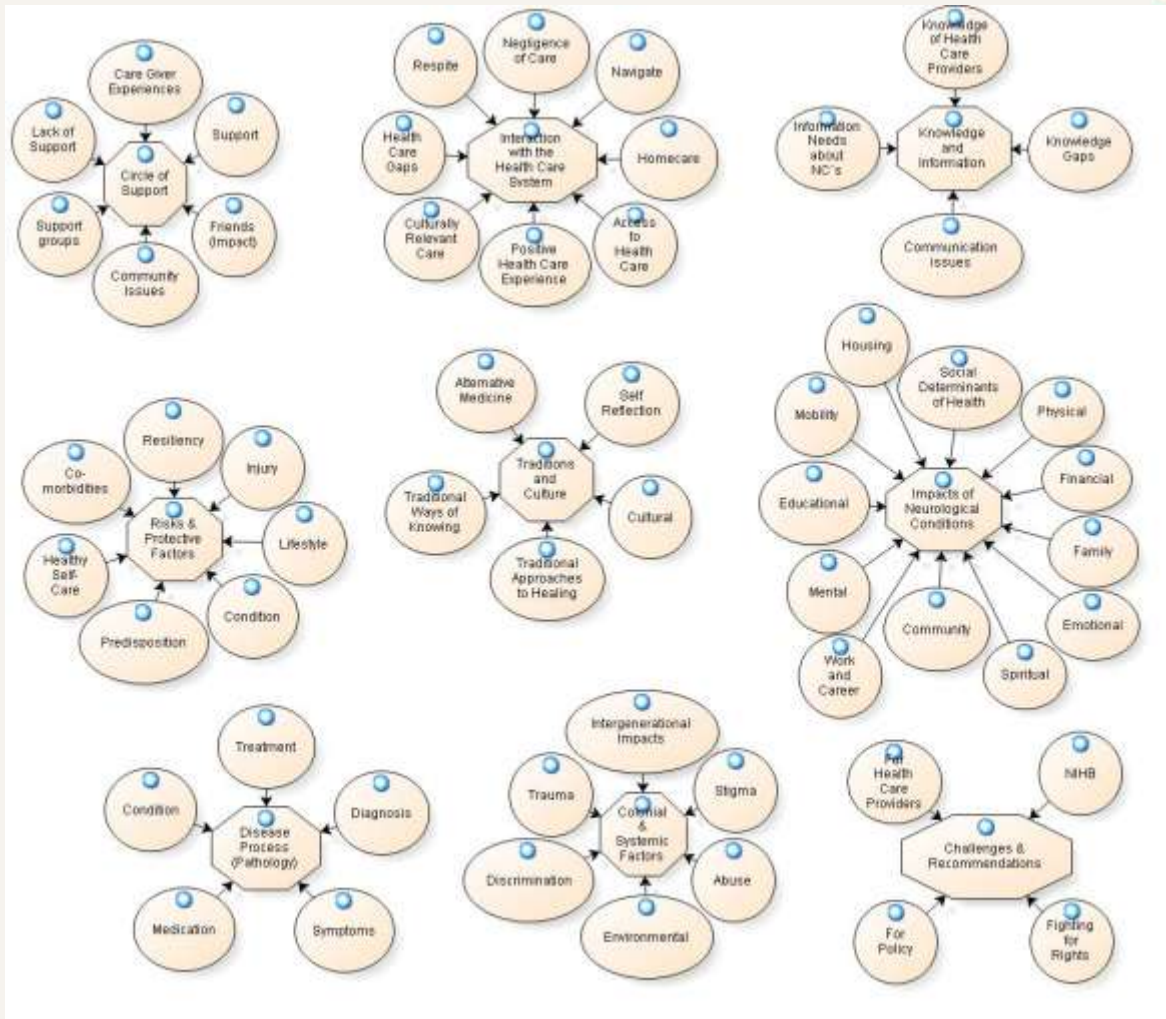 Care Giver
Experiences
Lack of
Support
Support
Circle of
Support
Support
groups
Friends
(Impact)
Community
Issues
Negligence
of Care
Respite
Navigate
Health
Care
Gaps
Interaction
with the
Health Care
System
Homecare
Culturally
Relevant
Care
Positive
Health Care
Experience
Access
to
Health
Care
Knowledge
of Health
Care
Providers
Information
Needs
about
NC's
Knowledge
and
Information
Knowledge
Gaps
Communication
Issues
Resiliency
Co-
morbidities
Injury
Risks &
Protective
Factors
Lifestyle
Healthy
Self-
Care
Predisposition
Condition
Alternative
Medicine
Self
Reflection
Traditions
and
Culture
Traditional
Ways of
Knowing
Cultural
Traditional
Approaches
to Healing
Housing
Social
Determinants
of Health
Mobility
Physical
Educational
Impacts of
Neurological
Conditions
Financial
Family
Mental
Community
Emotional
Work
and
Career
Spiritual
Treatment
Condition
Diagnosis
Disease
Process
(Pathology)
Medication
Symptoms
Intergenerational
Impacts
Trauma
Stigma
Colonial
&
Systemic
Factors
Discrimination
Abuse
Environmental
For
Health
Care
Providers
NIHB
Challenges &
Recommendations
For
Policy
Fighting
for
Rights